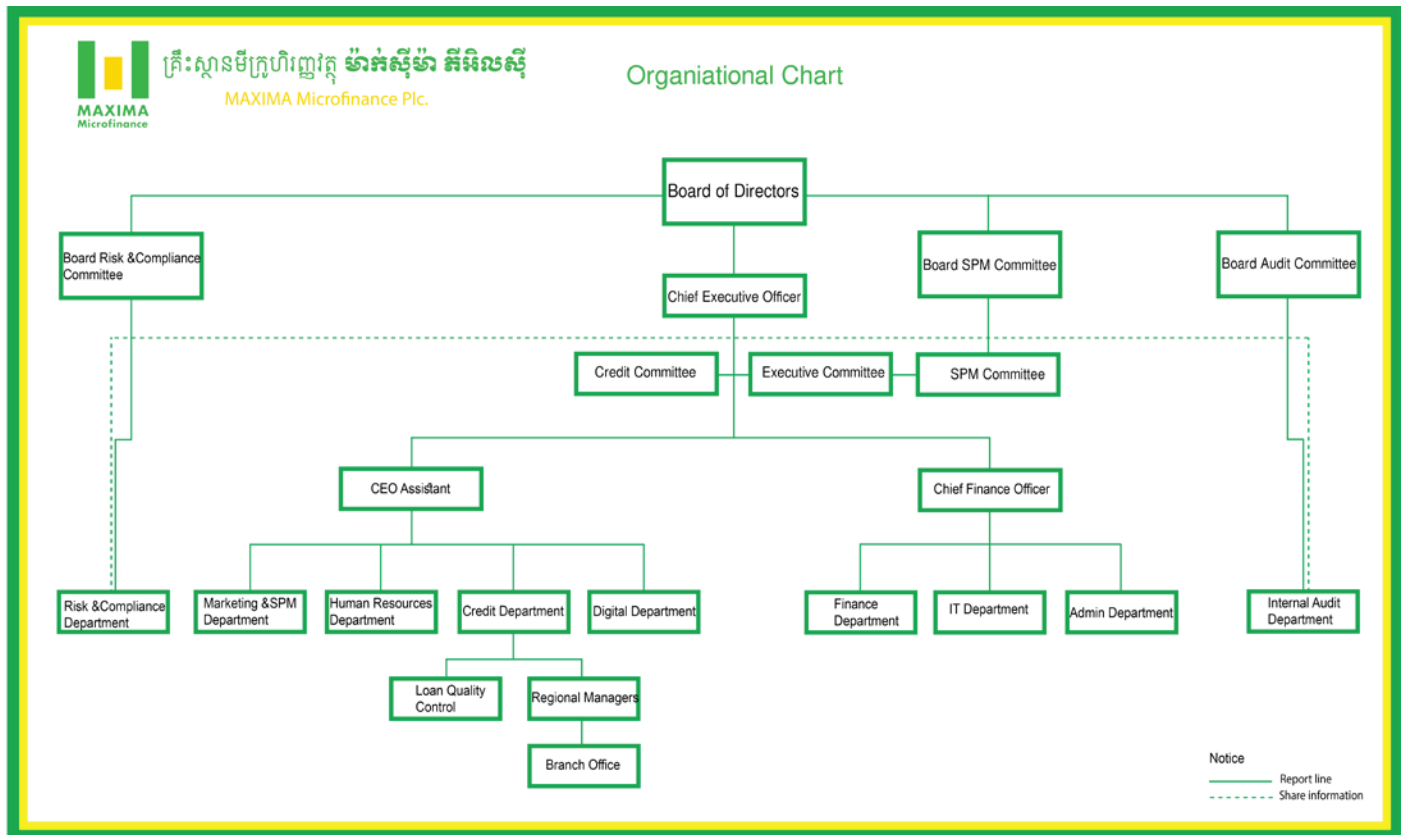 គ្រឹះស្ថានមីក្រូហិរញ្ញវត្ថុ ម៉ាក់ស៊ីម៉ា ភីអិលស៊ី
MAXIMA Microfinance Plc.
MAXIMA
Microfinance
Organiational Chart
Board of Directors
Board Risk &Compliance
Committee
Chief Executive Officer
Board SPM Committee
Board Audit Committee
Credit Committee
Executive Committee
SPM Committee
CEO Assistant
Chief Finance Officer
Risk &Compliance
Department
Marketing &SPM
Department
Human Resources
Department
Credit Department
Digital Department
Finance
Department
IT Department
Admin Department
Internal Audit
Department
Loan Quality
Control
Regional Managers
Branch Office
Notice
Report line
Share information